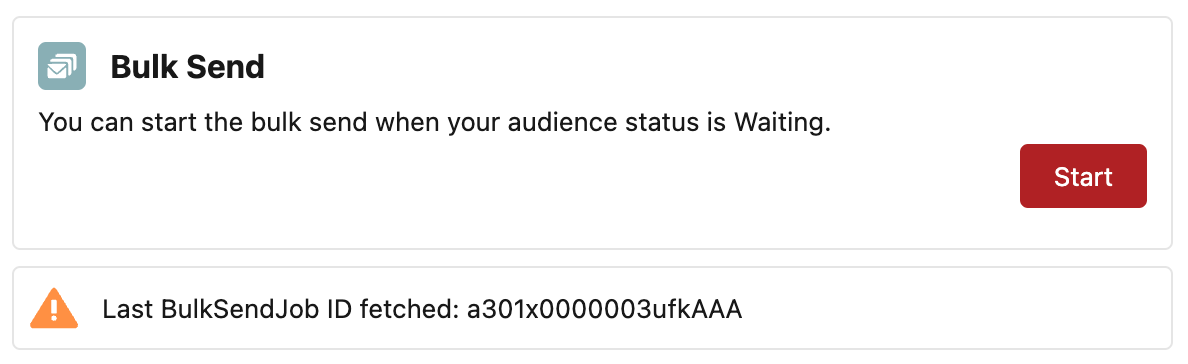 Bulk Send
You can start the bulk send when your audience status is Waiting.
Start
Last BulkSendJob ID fetched: a301x0000003ufkAAA